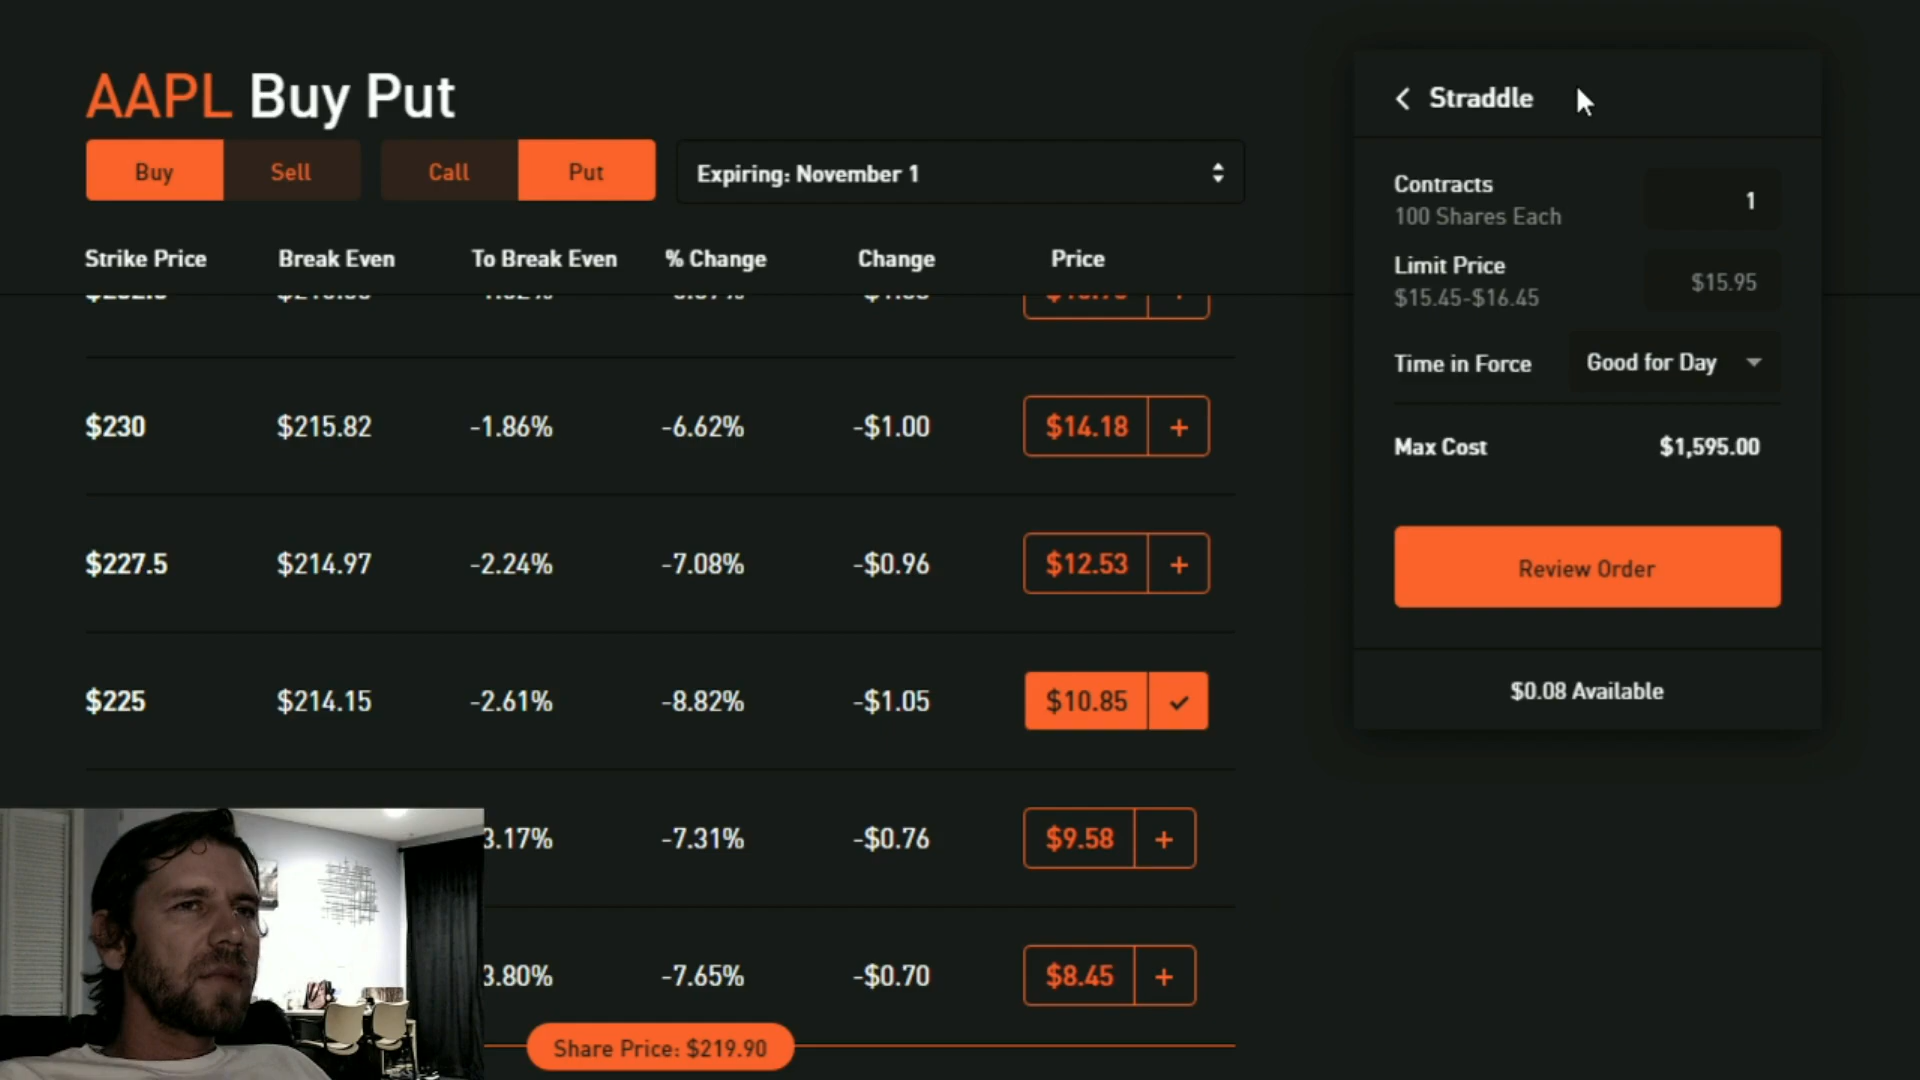 AAPL Buy Put
Buy Sell Call Put Expiring: November 1
Strike Price Break Even To Break Even % Change Change Price
$230 $215.82 -1.86% -6.62% -$1.00 $14.18 +
$227.5 $214.97 -2.24% -7.08% -$0.96 $12.53 +
$225 $214.15 -2.61% -8.82% -$1.05 $10.85
3.17% -7.31% -$0.76 $9.58 +
3.80% -7.65% -$0.70 $8.45 +
Share Price: $219.90
Straddle
Contracts 1
100 Shares Each
Limit Price $15.95
$15.45-$16.45
Time in Force Good for Day
Max Cost $1,595.00
Review Order
$0.08 Available